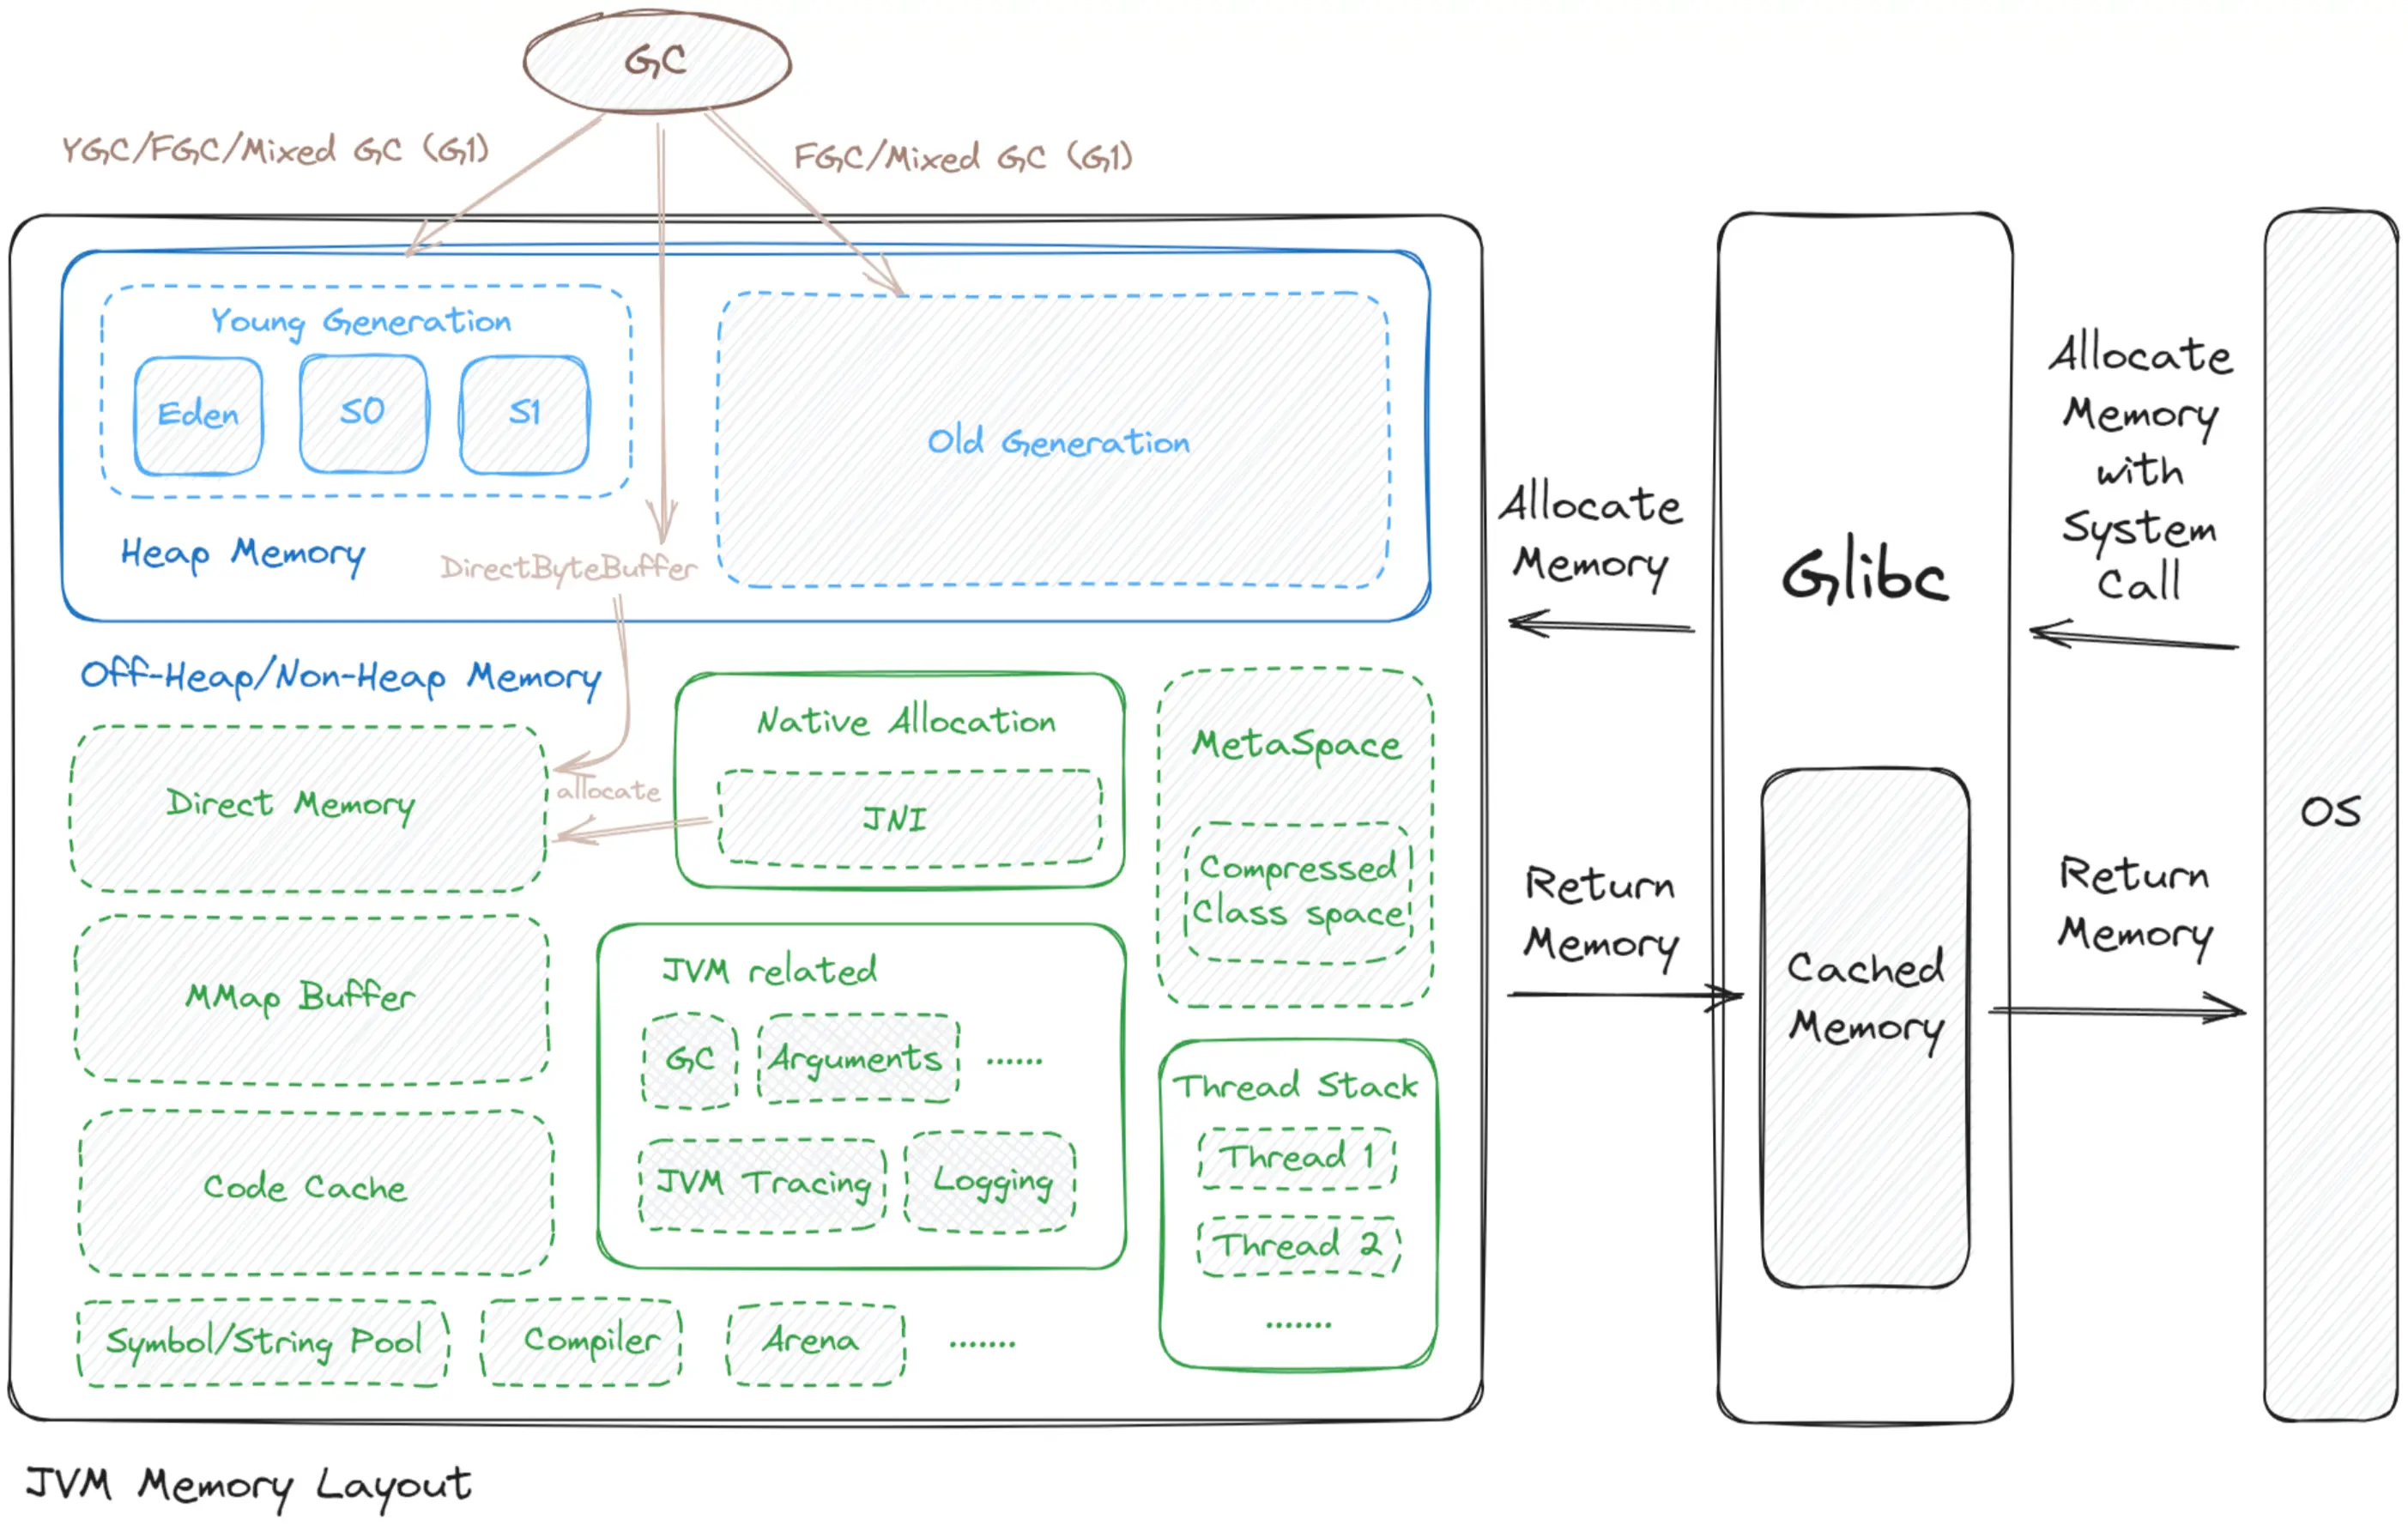 GC
YGC/FGC/Mixed GC (G1)
FGC/Mixed GC (G1)
Young Generation
Eden
S0
S1
Old Generation
Heap Memory
DirectByteBuffer
Off-Heap/Non-Heap Memory
Direct Memory
allocate
Native Allocation
JNI
MetaSpace
Compressed
Class space
MMap Buffer
JVM related
GC
Arguments
......
JVM Tracing
Logging
Code Cache
Thread Stack
Thread 1
Thread 2
.......
Symbol/String Pool
Compiler
Arena
.......
Allocate
Memory
Return
Memory
Glibc
Cached
Memory
Allocate
Memory
with
System
Call
Return
Memory
OS
JVM Memory Layout